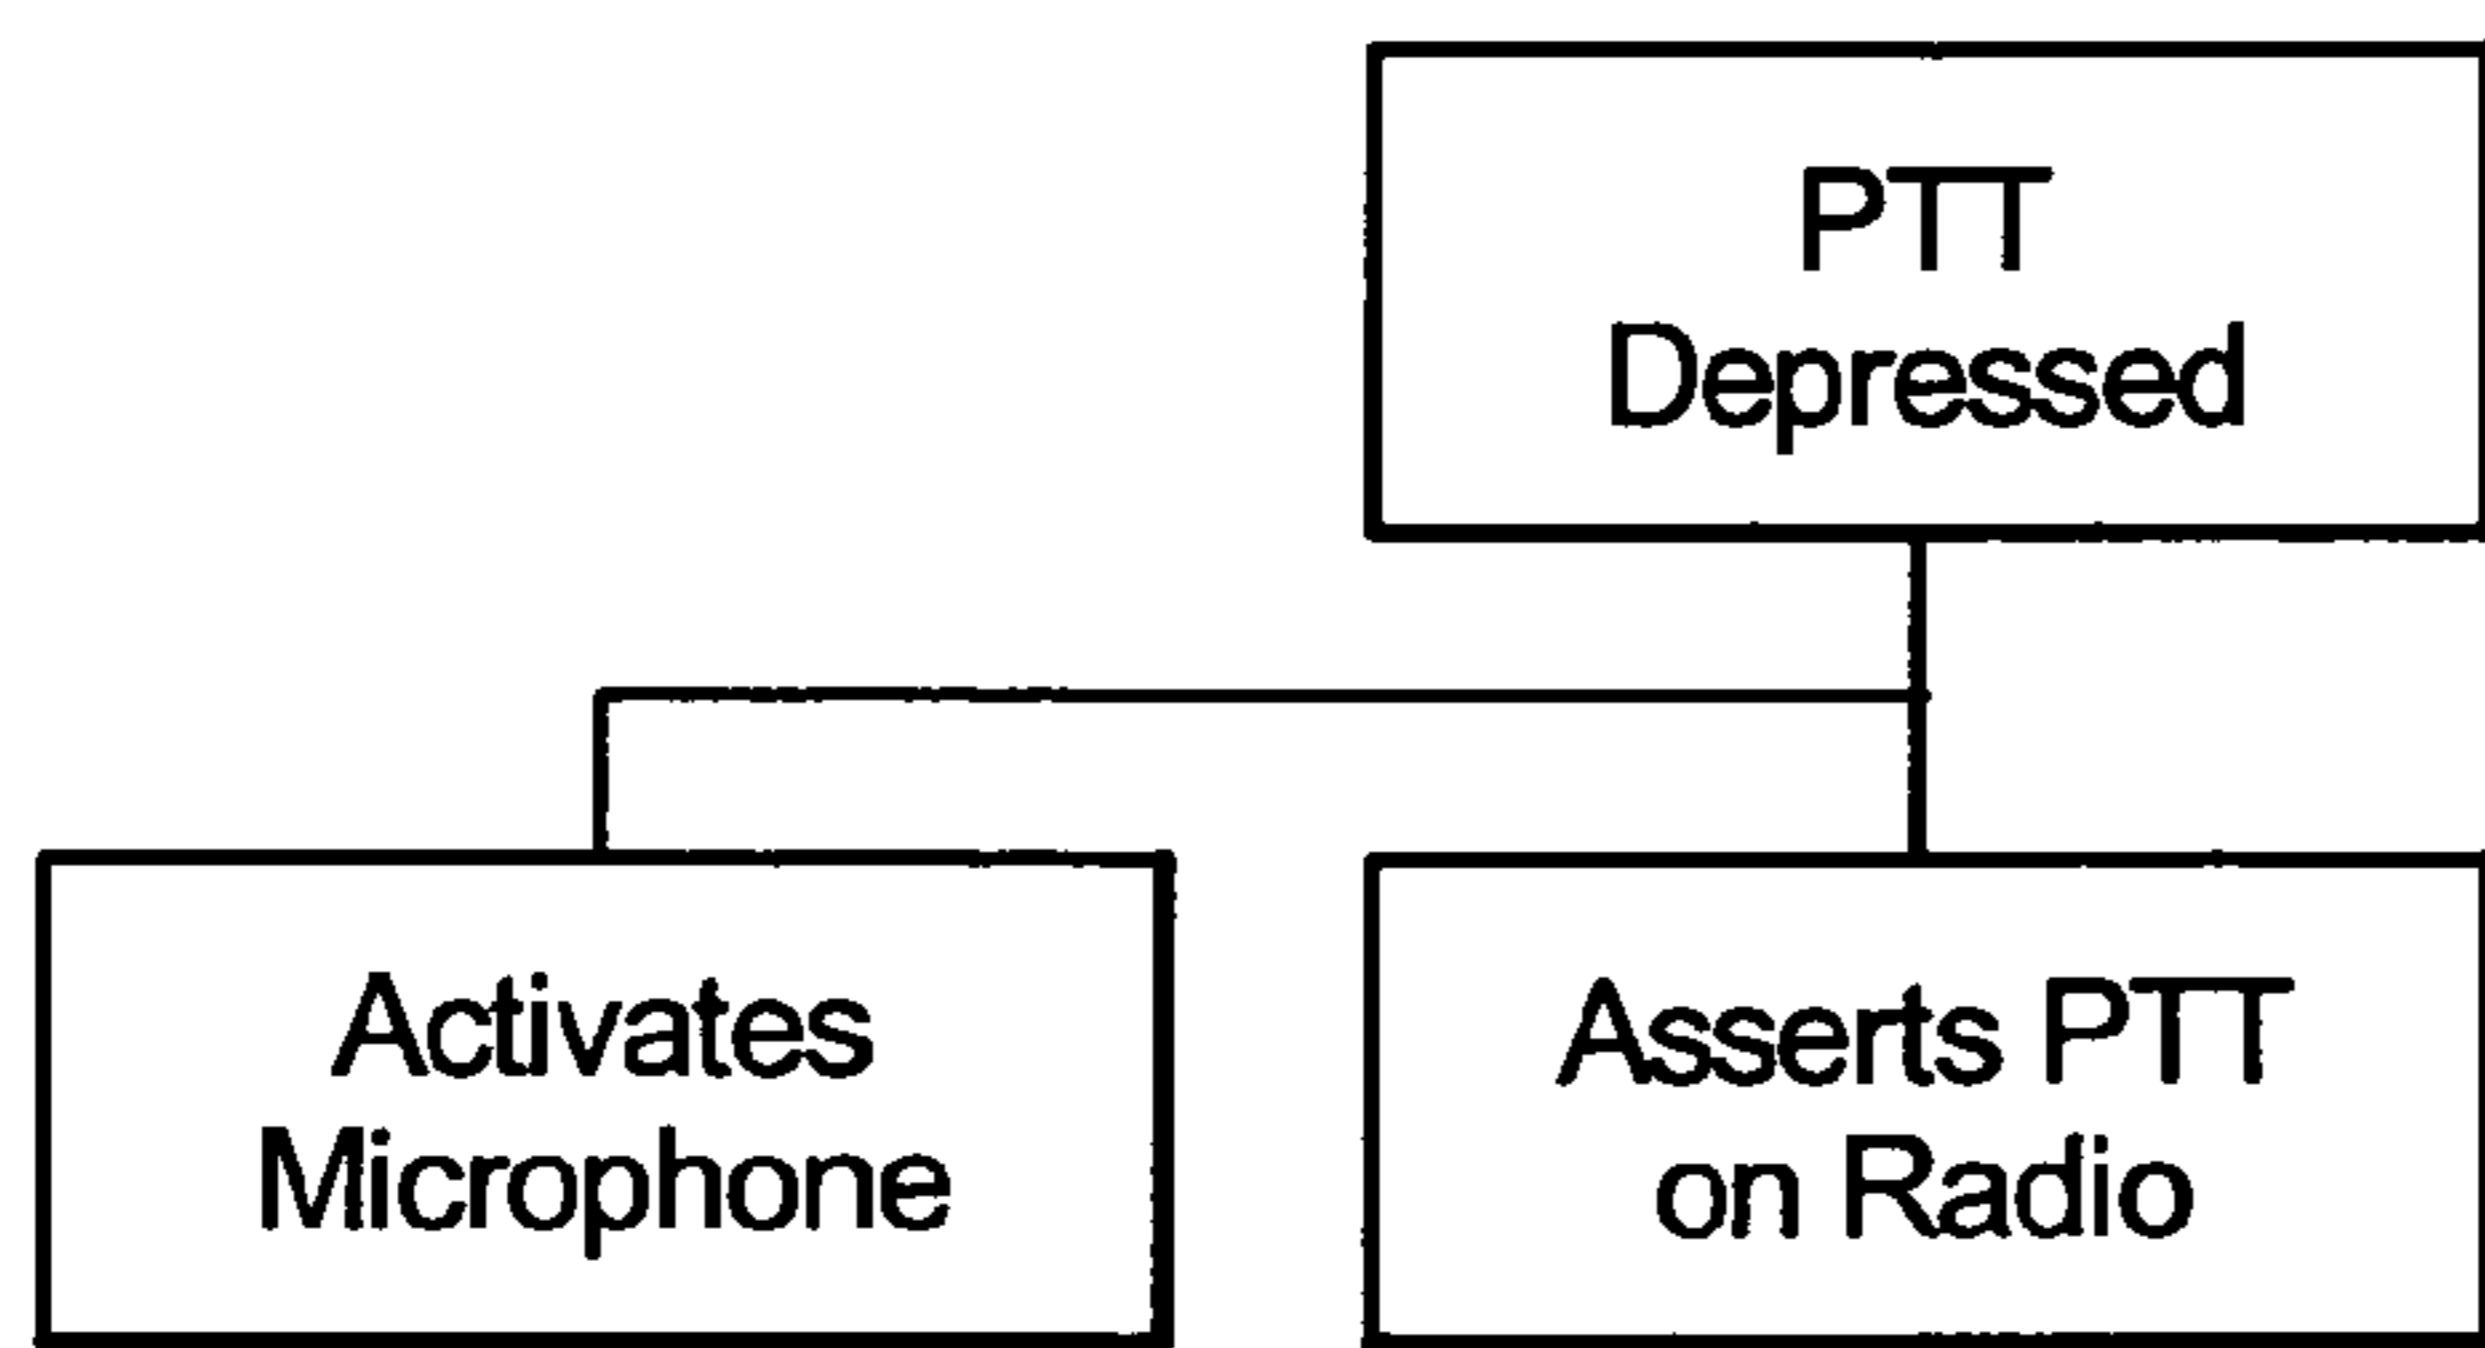 PTT
Depressed
Activates
Microphone
Asserts PTT
on Radio